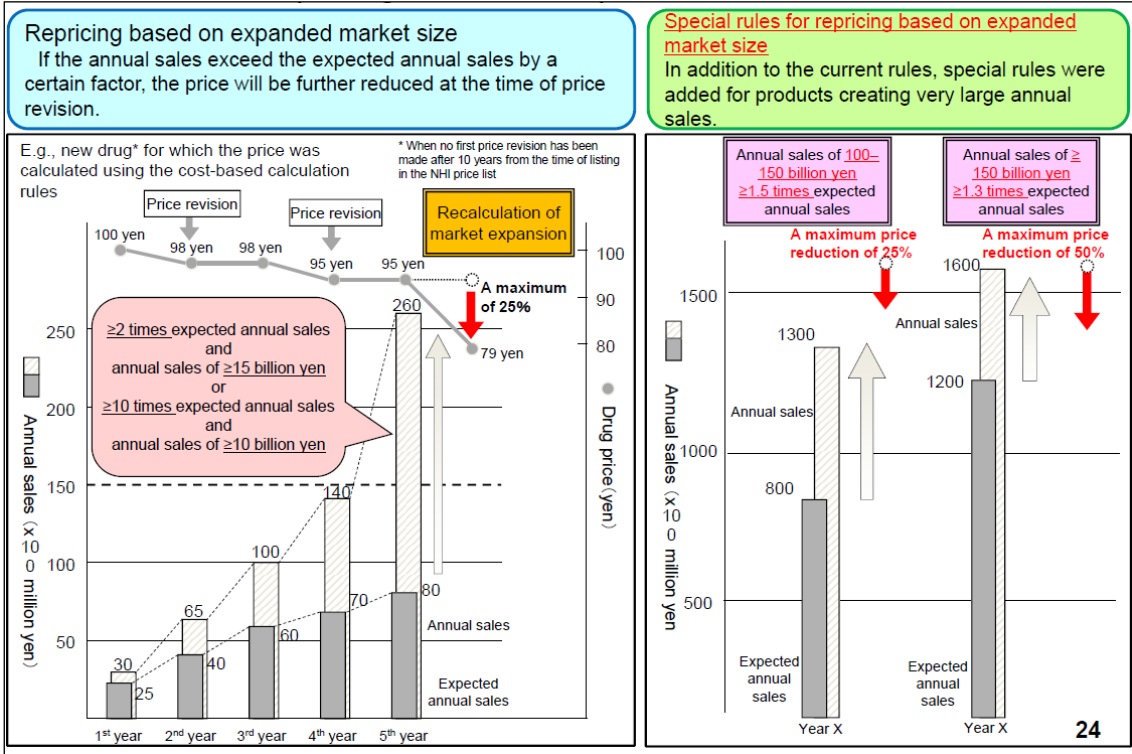 Repricing based on expanded market size
If the annual sales exceed the expected annual sales by a
certain factor, the price will be further reduced at the time of price
revision.
E.g., new drug* for which the price was
calculated using the cost-based calculation
rules
* When no first price revision has been
made after 10 years from the time of listing
in the NHI price list
Price revision
Price revision
Recalculation of
market expansion
100 yen
98 yen
98 yen
95 yen
95 yen
A maximum
of 25%
79 yen
100
90
80
Drug price (yen)
≥2 times expected annual sales
and
annual sales of ≥15 billion yen
or
≥10 times expected annual sales
and
annual sales of ≥10 billion yen
Annual sales (x 10 0 million yen)
250
200
150
100
50
30
25
65
40
100
60
140
70
260
80
Annual sales
Expected
annual sales
1st year
2nd year
3rd year
4th year
5th year
Special rules for repricing based on expanded
market size
In addition to the current rules, special rules were
added for products creating very large annual
sales.
Annual sales of 100–
150 billion yen
≥1.5 times expected
annual sales
Annual sales of ≥
150 billion yen
≥1.3 times expected
annual sales
A maximum price
reduction of 25%
A maximum price
reduction of 50%
Annual sales (x 10 0 million yen
1500
1000
500
1300
800
Annual sales
Expected
annual sales
Year X
1600
1200
Annual sales
Expected
annual sales
Year X
24